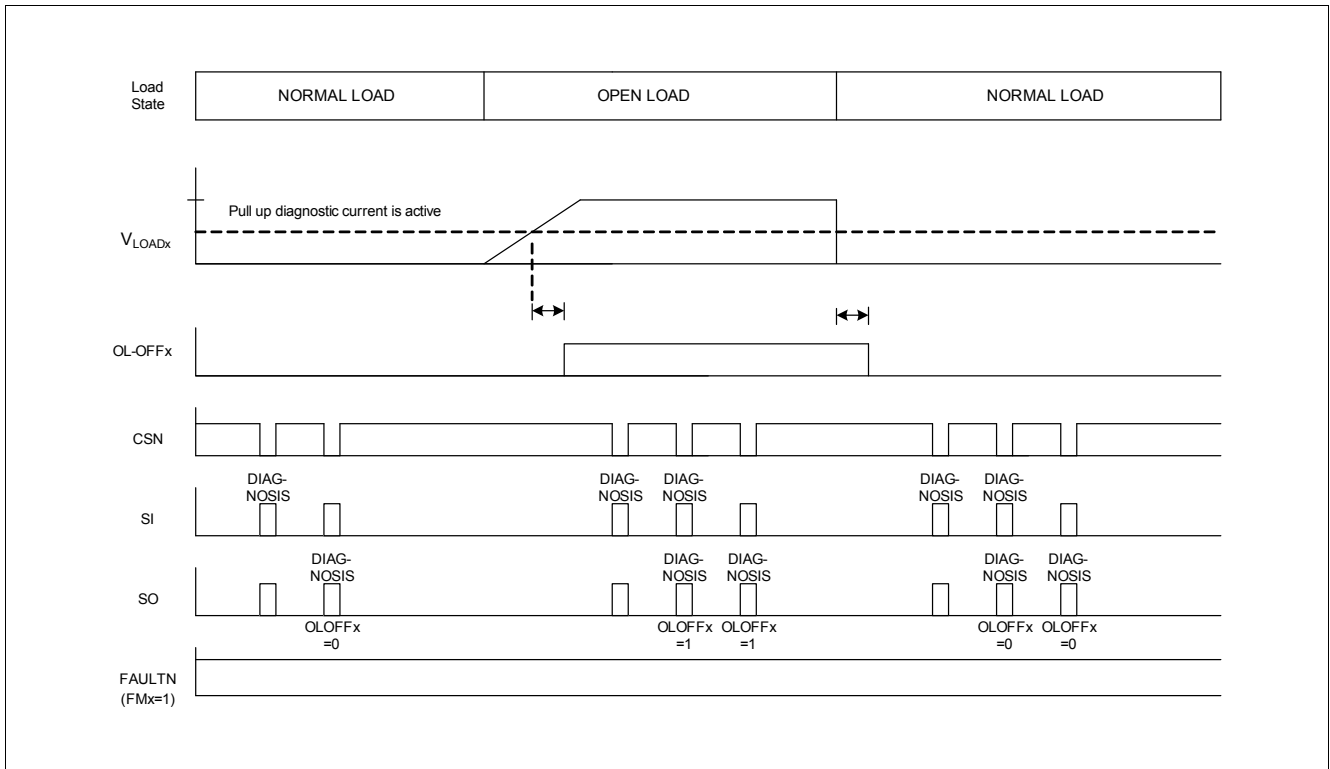 Load
State
NORMAL LOAD
OPEN LOAD
NORMAL LOAD
Pull up diagnostic current is active
VLOADx
OL-OFFx
CSN
DIAG-
NOSIS
DIAG-
NOSIS
DIAG-
NOSIS
DIAG-
NOSIS
DIAG-
NOSIS
SI
DIAG-
NOSIS
DIAG-
NOSIS
DIAG-
NOSIS
DIAG-
NOSIS
DIAG-
NOSIS
SO
OLOFFx
=0
OLOFFx
=1
OLOFFx
=1
OLOFFx
=0
OLOFFx
=0
FAULTN
(FMx=1)